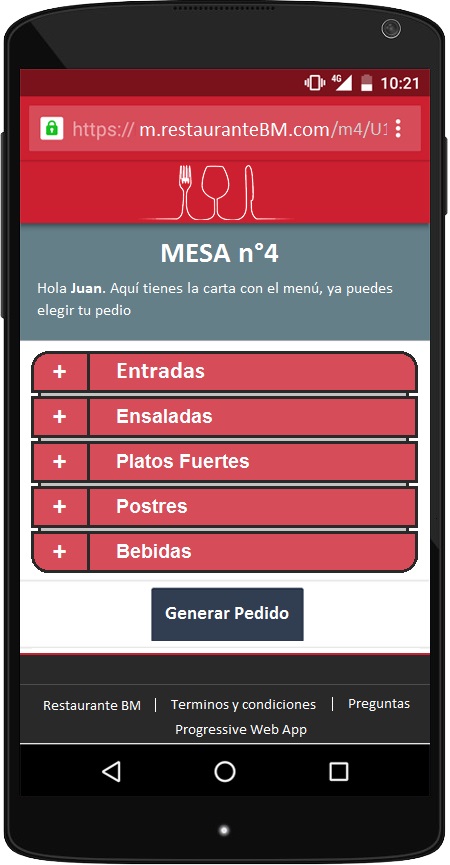 4G 10:21
https:// m.restauranteBM.com/m4/U1
MESA n°4
Hola Juan. Aquí tienes la carta con el menú, ya puedes
elegir tu pedio
+ Entradas
+ Ensaladas
+ Platos Fuertes
+ Postres
+ Bebidas
Generar Pedido
Restaurante BM | Terminos y condiciones | Preguntas
Progressive Web App